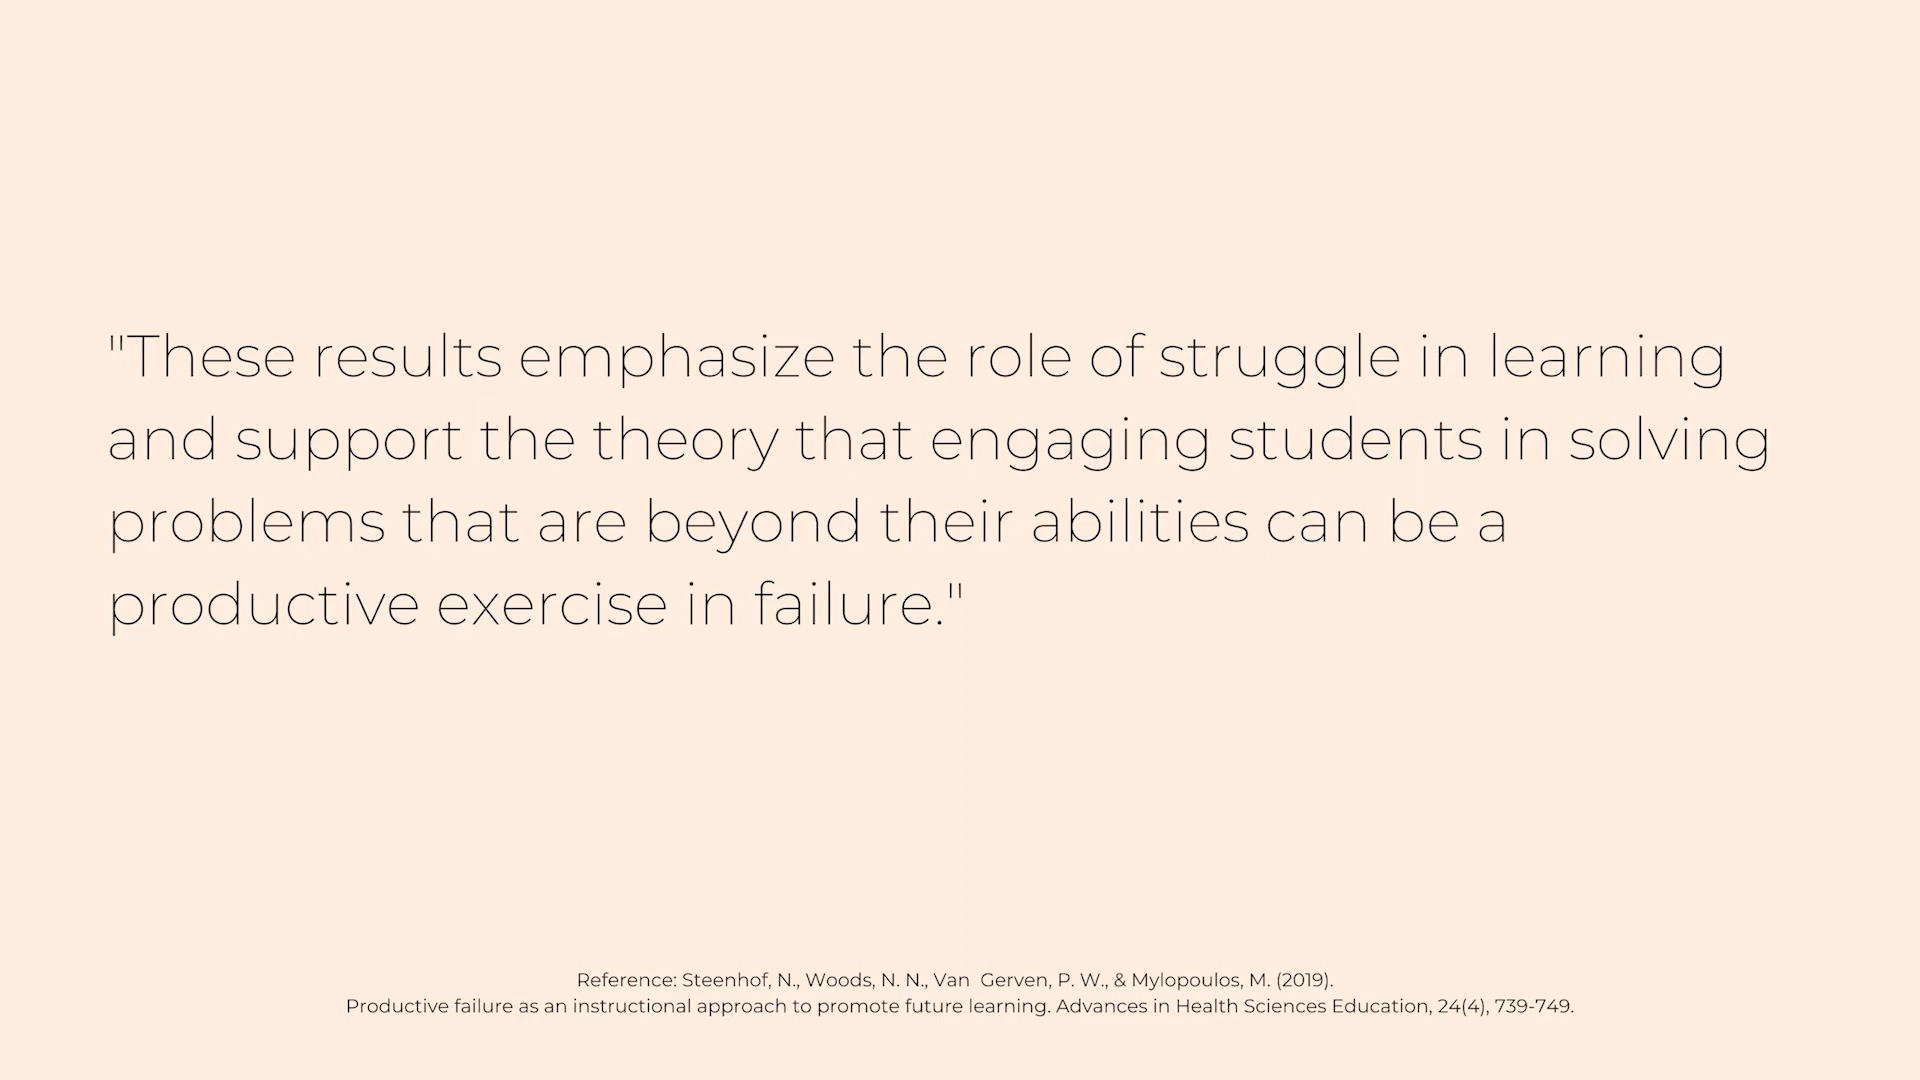 "These results emphasize the role of struggle in learning
and support the theory that engaging students in solving
problems that are beyond their abilities can be a
productive exercise in failure."
Reference: Steenhof, N., Woods, N. N., Van  Gerven, P. W., & Mylopoulos, M. (2019).
Productive failure as an instructional approach to promote future learning. Advances in Health Sciences Education, 24(4), 739-749.